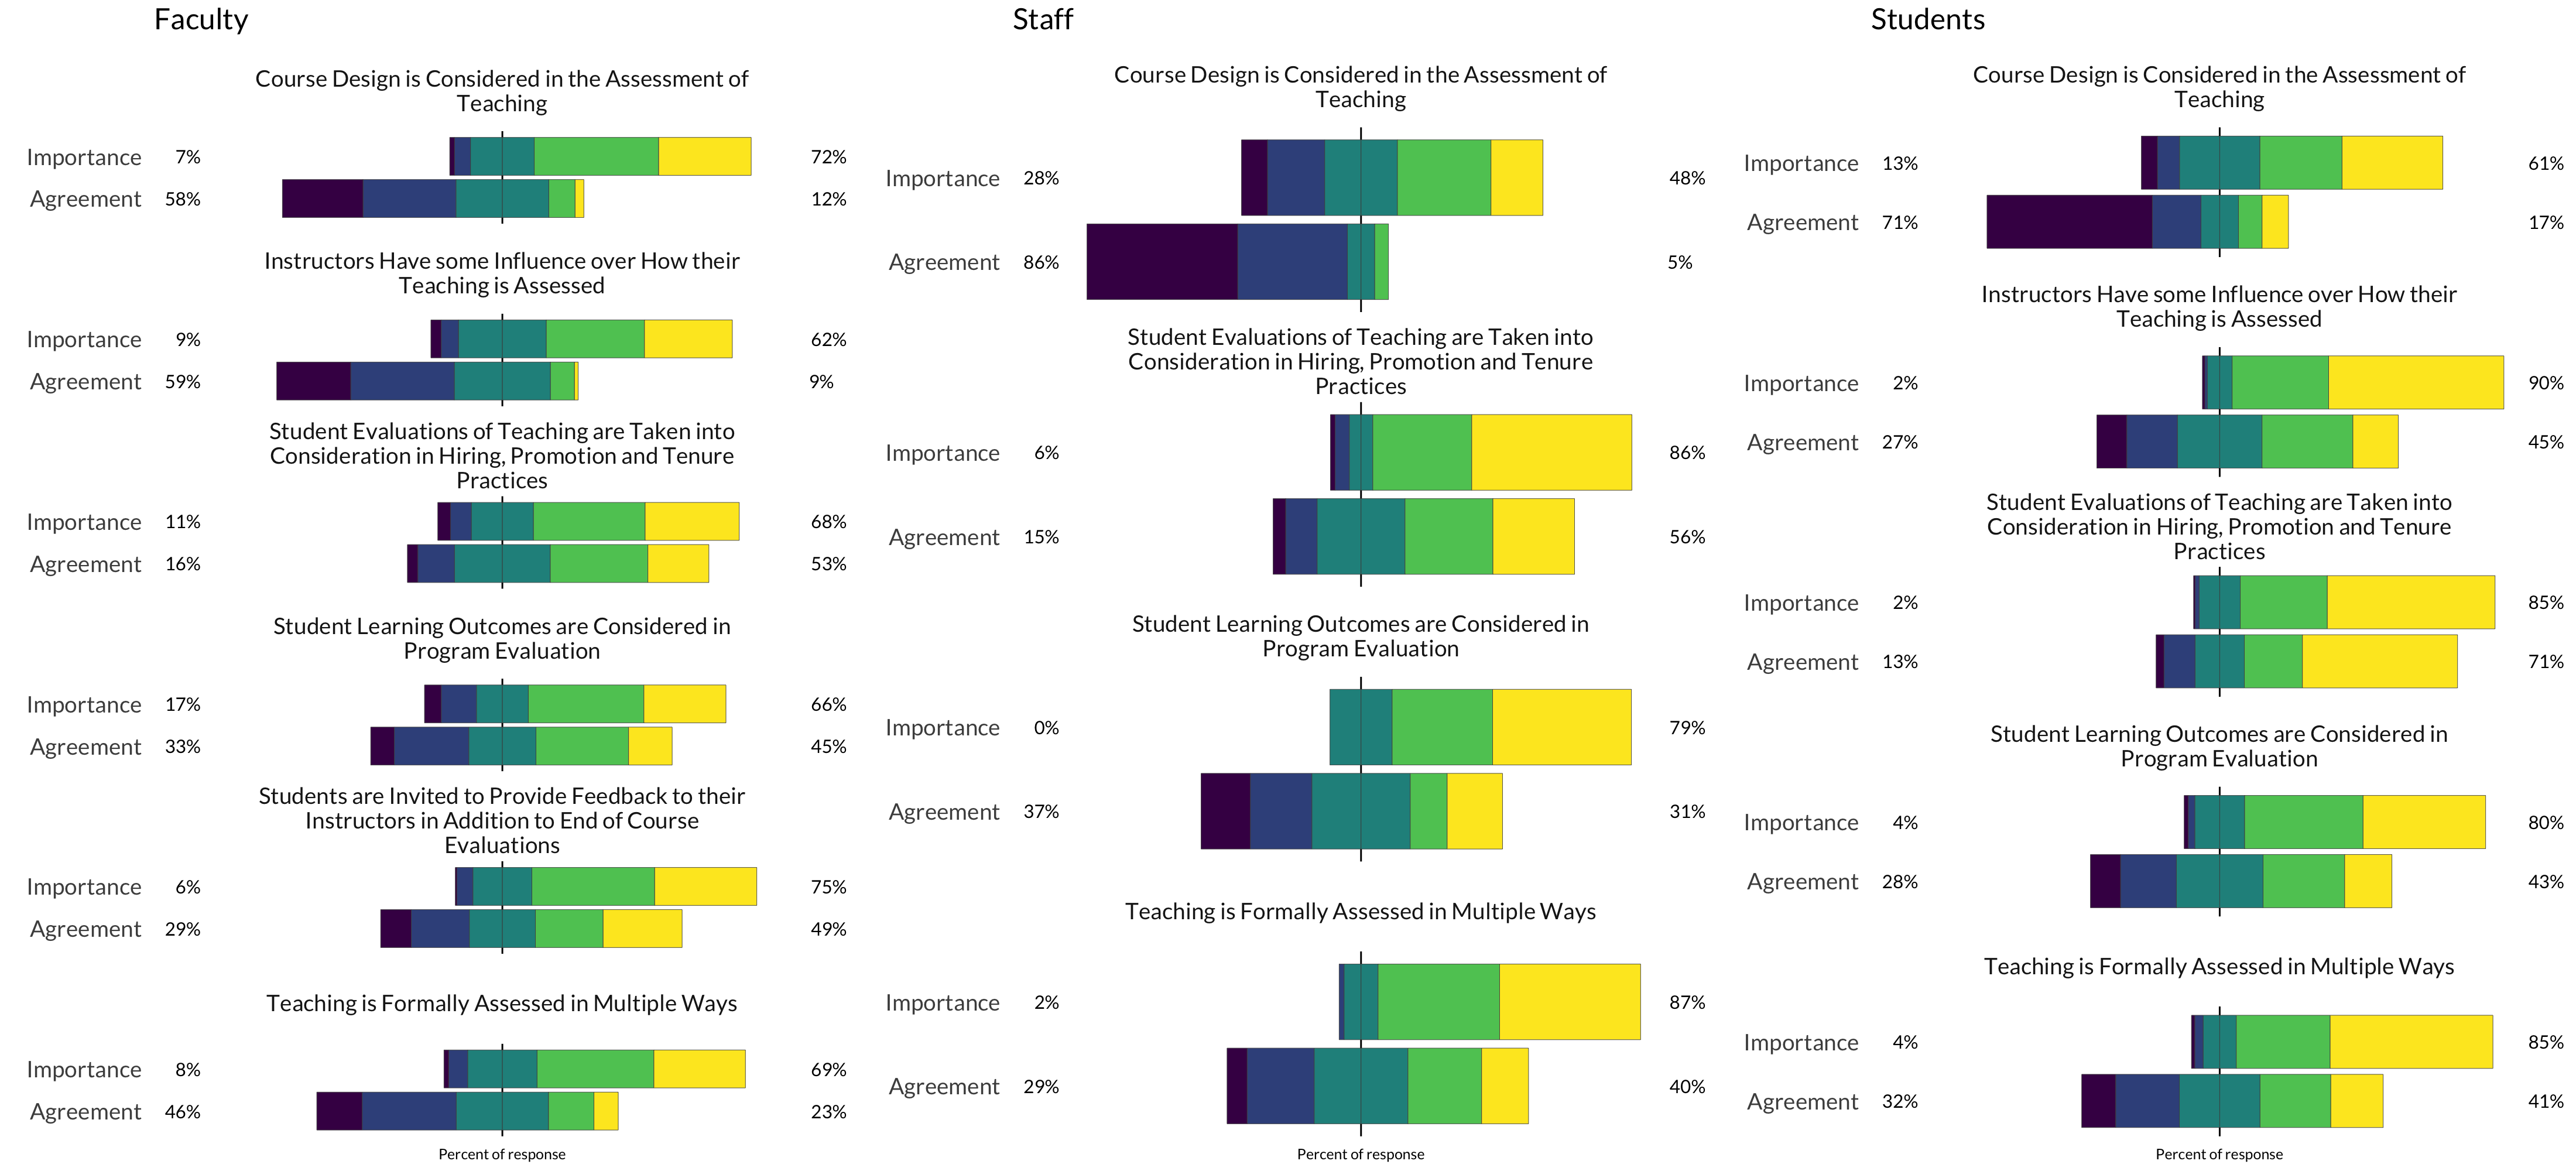 Faculty
Course Design is Considered in the Assessment of
Teaching
Importance 7% 72%
Agreement 58% 12%
Instructors Have some Influence over How their
Teaching is Assessed
Importance 9% 62%
Agreement 59% 9%
Student Evaluations of Teaching are Taken into
Consideration in Hiring, Promotion and Tenure
Practices
Importance 11% 68%
Agreement 16% 53%
Student Learning Outcomes are Considered in
Program Evaluation
Importance 17% 66%
Agreement 33% 45%
Students are Invited to Provide Feedback to their
Instructors in Addition to End of Course
Evaluations
Importance 6% 75%
Agreement 29% 49%
Teaching is Formally Assessed in Multiple Ways
Importance 8% 69%
Agreement 46% 23%
Percent of response
Staff
Course Design is Considered in the Assessment of
Teaching
Importance 28% 48%
Agreement 86% 5%
Student Evaluations of Teaching are Taken into
Consideration in Hiring, Promotion and Tenure
Practices
Importance 6% 86%
Agreement 15% 56%
Student Learning Outcomes are Considered in
Program Evaluation
Importance 0% 79%
Agreement 37% 31%
Teaching is Formally Assessed in Multiple Ways
Importance 2% 87%
Agreement 29% 40%
Percent of response
Students
Course Design is Considered in the Assessment of
Teaching
Importance 13% 61%
Agreement 71% 17%
Instructors Have some Influence over How their
Teaching is Assessed
Importance 2% 90%
Agreement 27% 45%
Student Evaluations of Teaching are Taken into
Consideration in Hiring, Promotion and Tenure
Practices
Importance 2% 85%
Agreement 13% 71%
Student Learning Outcomes are Considered in
Program Evaluation
Importance 4% 80%
Agreement 28% 43%
Teaching is Formally Assessed in Multiple Ways
Importance 4% 85%
Agreement 32% 41%
Percent of response